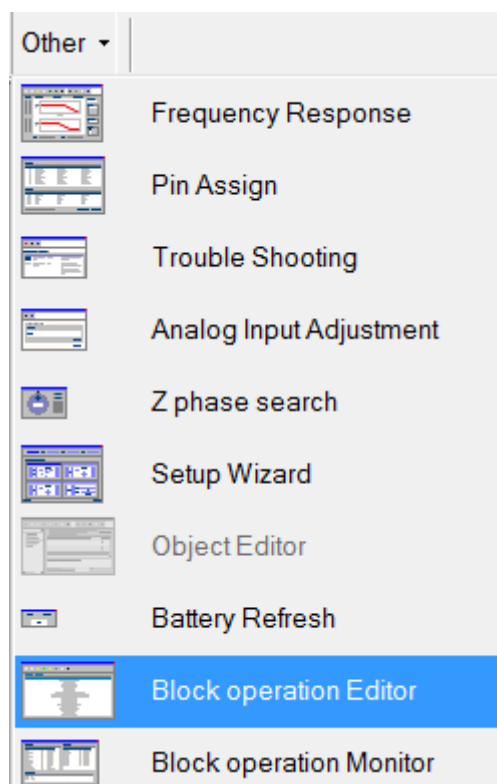 Other
Frequency Response
Pin Assign
Trouble Shooting
Analog Input Adjustment
Z phase search
Setup Wizard
Object Editor
Battery Refresh
Block operation Editor
Block operation Monitor